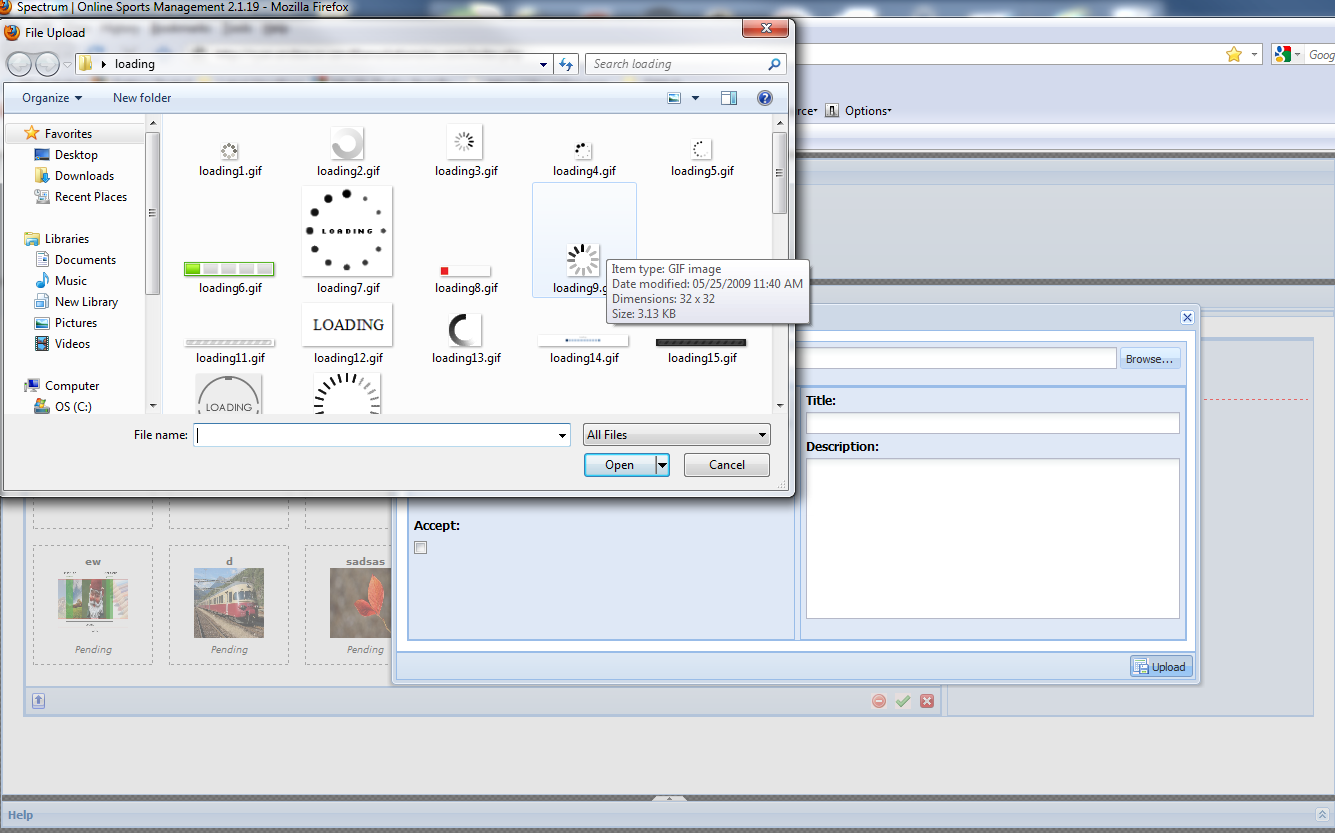 Spectrum | Online Sports Management 2.1.19 - Mozilla Firefox
File Upload
History Bookmarks Tools Help
loading
Search loading
Goog
Organize
New folder
rce
Options
Favorites
Desktop
Downloads
Recent Places
Libraries
Documents
Music
New Library
Pictures
Videos
Computer
OS (C:)
loading1.gif
loading2.gif
loading3.gif
loading4.gif
loading5.gif
LOADING
loading6.gif
loading7.gif
loading8.gif
loading9.g
Item type: GIF image
Date modified: 05/25/2009 11:40 AM
Dimensions: 32 x 32
Size: 3.13 KB
LOADING
loading11.gif
loading12.gif
loading13.gif
loading14.gif
loading15.gif
LOADING
File name:
All Files
Open
Cancel
Browse...
Title:
Description:
Accept:
Upload
ew
d
sadsas
Pending
Pending
Pending
Help